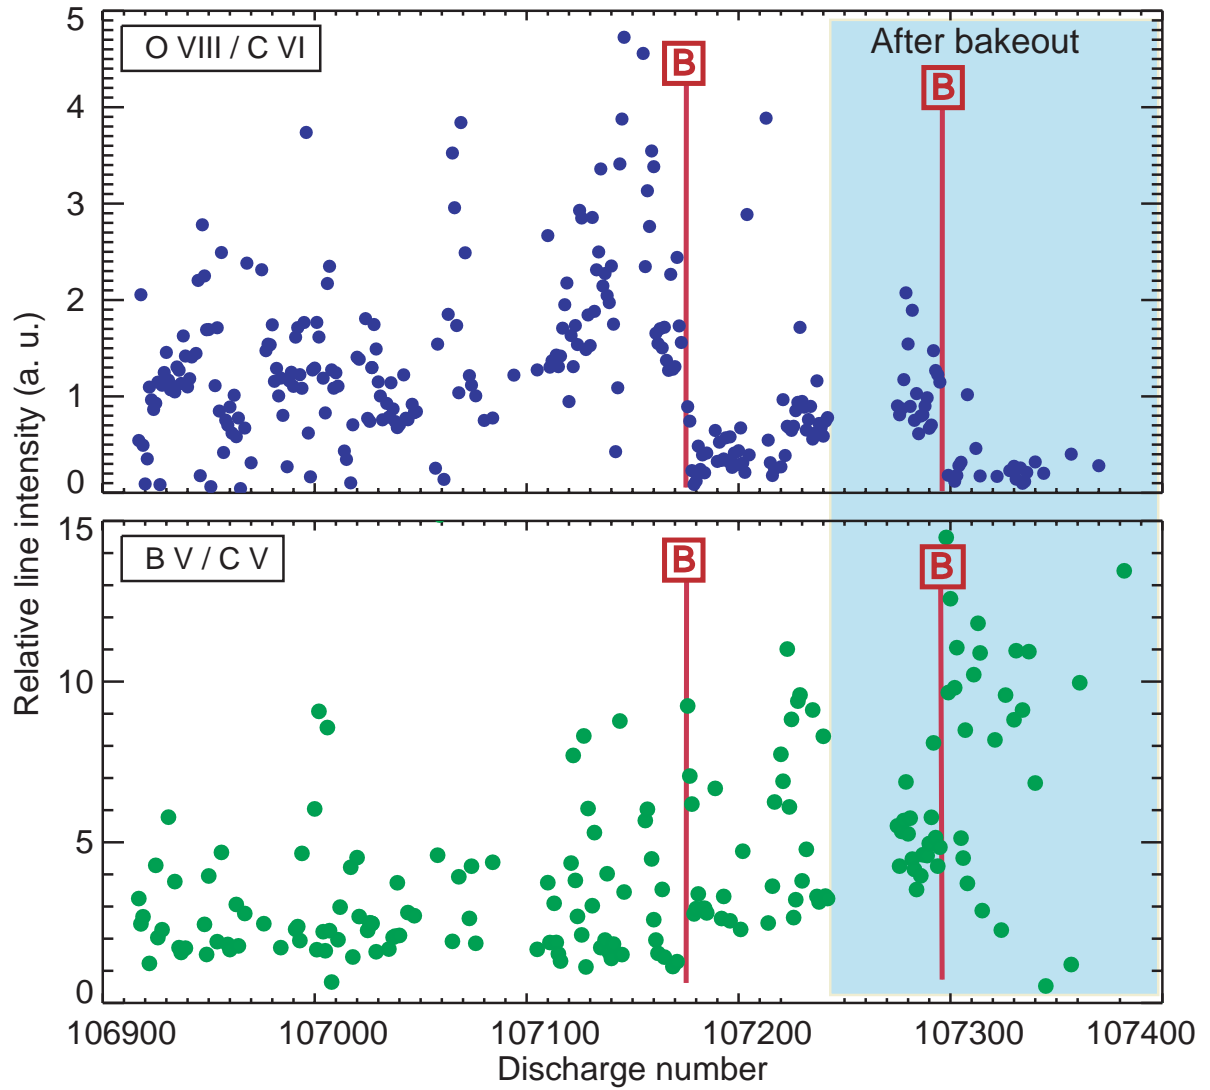 5
O VIII / C VI
B
After bakeout
B
4
3
2
1
0
Relative line intensity (a. u.)
15
B V / C V
B
B
10
5
0
106900 107000 107100 107200 107300 107400
Discharge number